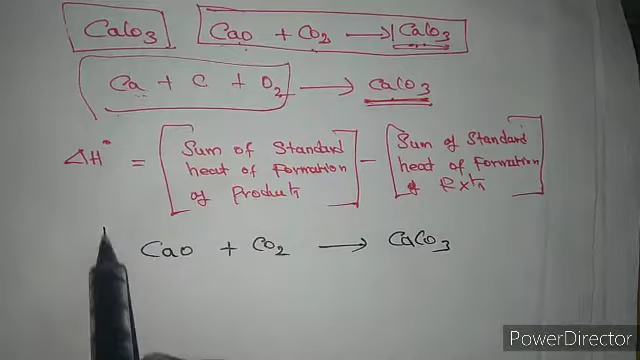 CaCo3 Cao + Co2 → CaCo3
Ca + C + O2 → CaCo3
ΔH° = [Sum of Standard heat of Formation of Products] − [Sum of Standard heat of Formation of Rxts]
Cao + Co2 → CaCo3
PowerDirector